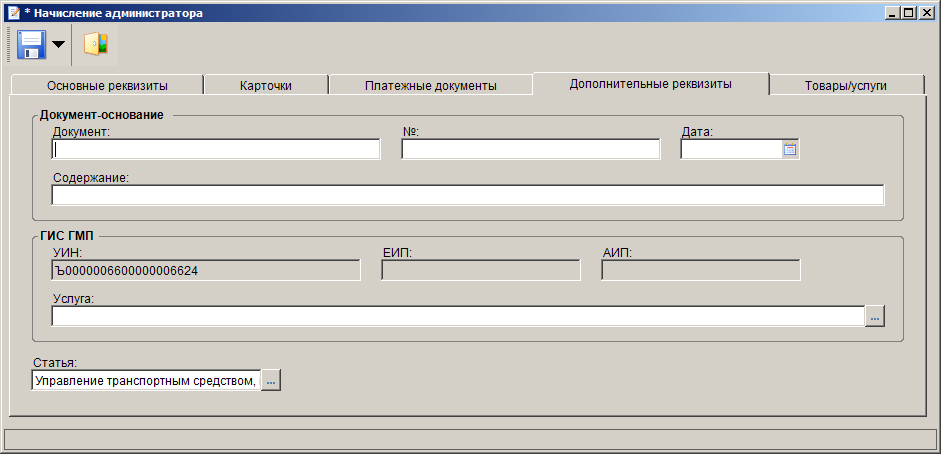 * Начисление администратора
Основные реквизиты
Карточки
Платежные документы
Дополнительные реквизиты
Товары/услуги
Документ-основание
Документ:
№:
Дата:
Содержание:
ГИС ГМП
УИН:
ЕИП:
АИП:
Ъ0000006600000006624
Услуга:
...
Статья:
Управление транспортным средством,
...